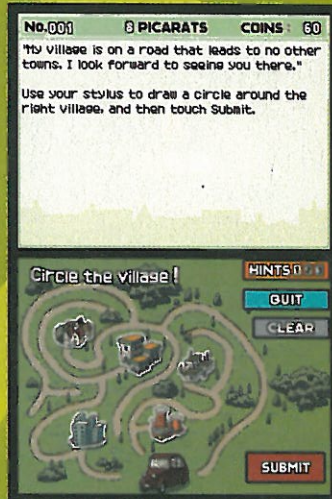 No.001 8 PICARATS COINS: 60
"My village is on a road that leads to no other
towns. I look forward to seeing you there."
Use your stylus to draw a circle around the
right village, and then touch Submit.
Circle the village!
HINTS
QUIT
CLEAR
SUBMIT